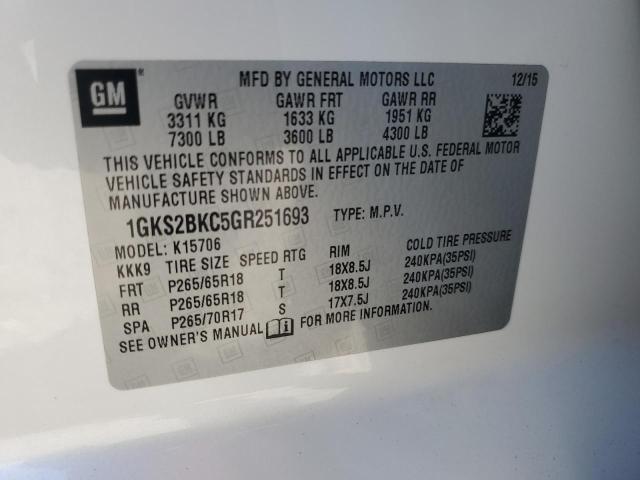 GM
MFD BY GENERAL MOTORS LLC 12/15
GVWR GAWR FRT GAWR RR
3311 KG 1633 KG 1951 KG
7300 LB 3600 LB 4300 LB
THIS VEHICLE CONFORMS TO ALL APPLICABLE U.S. FEDERAL MOTOR
VEHICLE SAFETY STANDARDS IN EFFECT ON THE DATE OF
MANUFACTURE SHOWN ABOVE.
1GKS2BKC5GR251693 TYPE: M.P.V.
MODEL: K15706
KKK9 TIRE SIZE SPEED RTG RIM COLD TIRE PRESSURE
FRT P265/65R18 T 18X8.5J 240KPA(35PSI)
RR P265/65R18 T 18X8.5J 240KPA(35PSI)
SPA P265/70R17 S 17X7.5J 240KPA(35PSI)
SEE OWNER'S MANUAL FOR MORE INFORMATION.